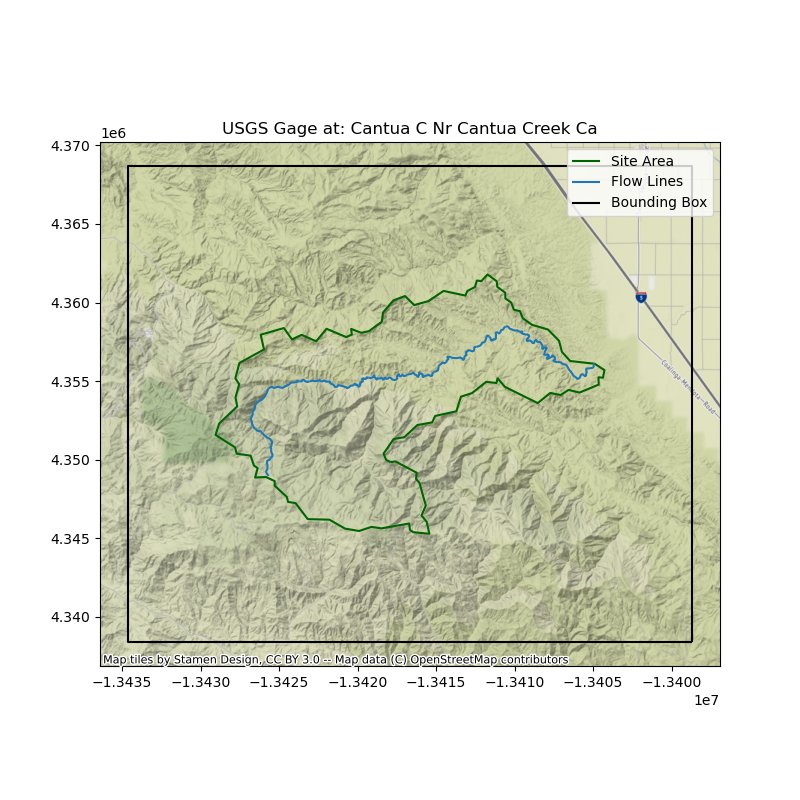 USGS Gage at: Cantua C Nr Cantua Creek Ca
1e6
4.370
4.365
4.360
4.355
4.350
4.345
4.340
Site Area
Flow Lines
Bounding Box
5
Map tiles by Stamen Design, CC BY 3.0 -- Map data (C) OpenStreetMap contributors
−1.3435 −1.3430 −1.3425 −1.3420 −1.3415 −1.3410 −1.3405 −1.3400
1e7